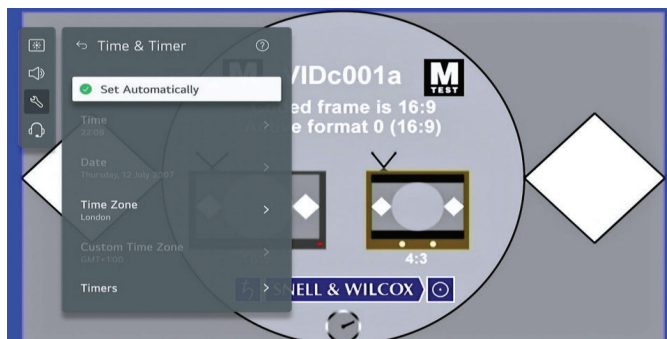 Time & Timer
Set Automatically
Time
22:09
Date
Thursday, 12 July 2007
Time Zone
London
Custom Time Zone
GMT+1:00
Timers
VIDc001a
M
TEST
ed frame is 16:9
format 0 (16:9)
4:3
SNELL & WILCOX